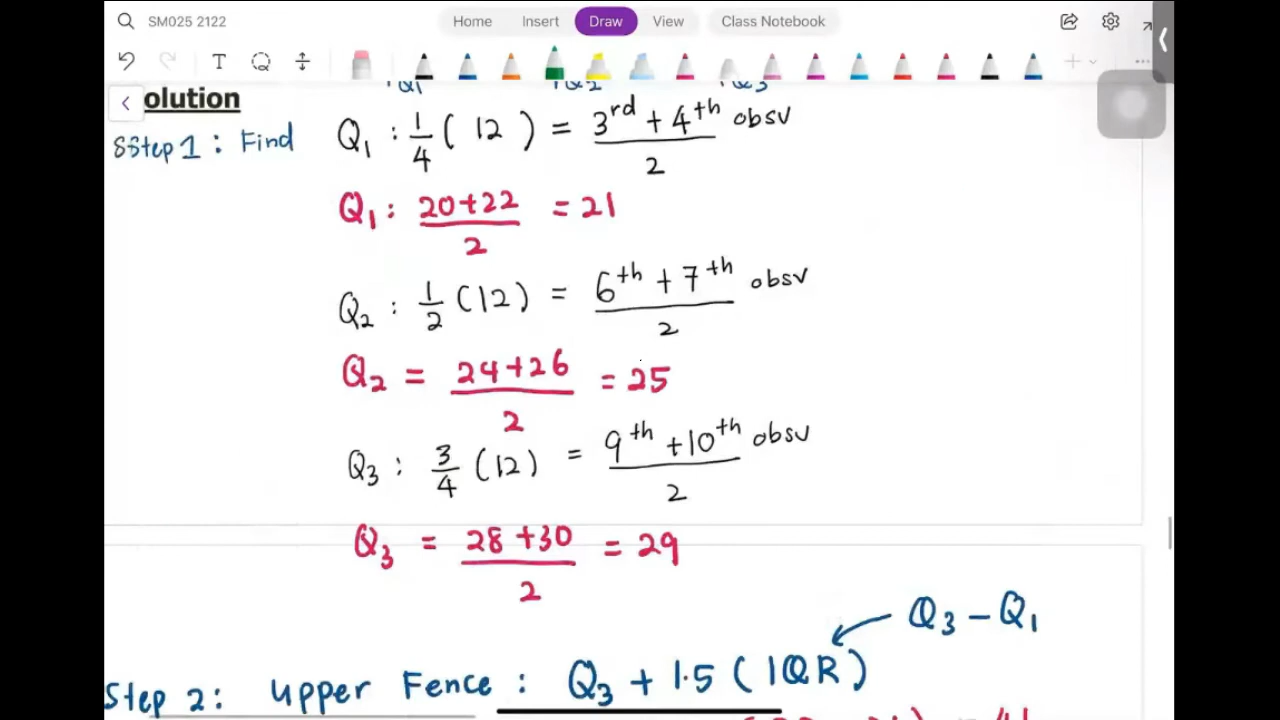 SM025 2122
Home Insert Draw View Class Notebook
T
Q1 Q2 Q3
olution
SStep 1 : Find Q1 : 1/4 ( 12 ) = 3rd + 4th / 2 obsv
Q1 : 20+22 / 2 = 21
Q2 : 1/2 (12) = 6th + 7th / 2 obsv
Q2 = 24+26 / 2 = 25
Q3 : 3/4 (12) = 9th +10th / 2 obsv
Q3 = 28+30 / 2 = 29
Q3 - Q1
Step 2: Upper Fence : Q3 + 1.5 ( IQR )